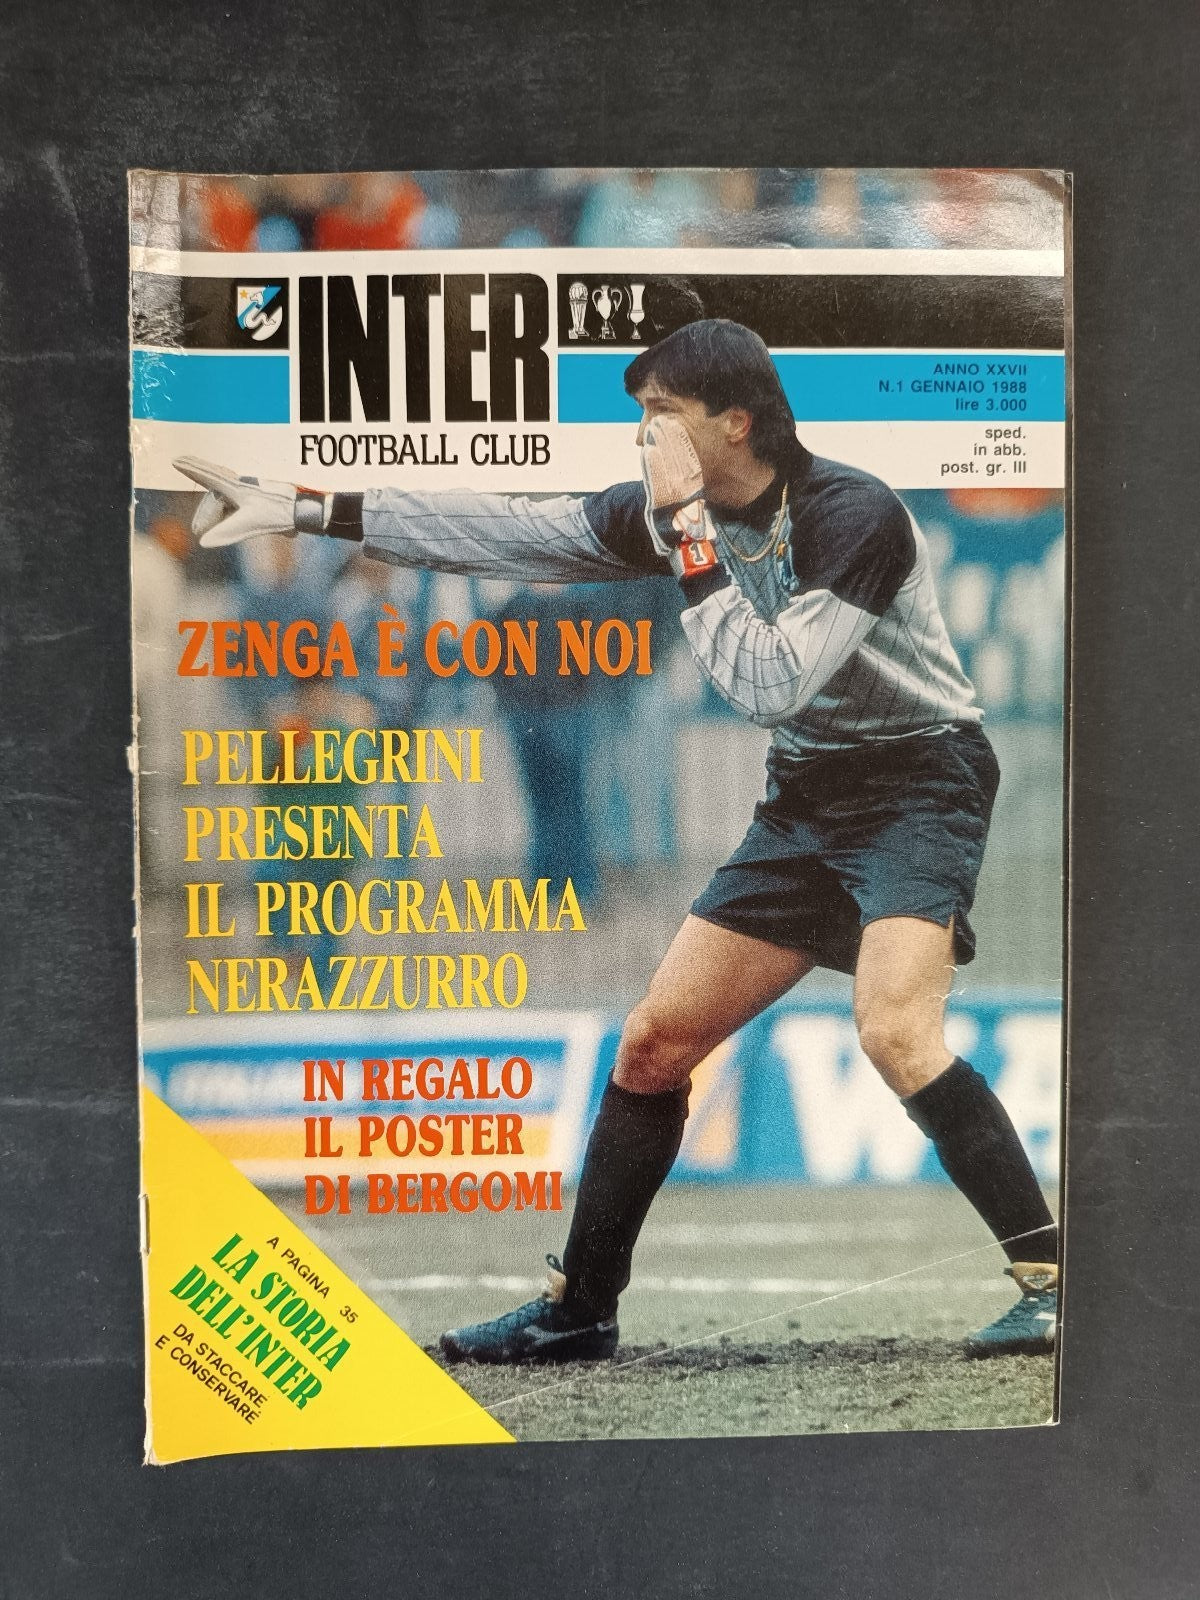 INTER
FOOTBALL CLUB
ANNO XXVII
N.1 GENNAIO 1988
lire 3.000
sped.
in abb.
post. gr. III
1
ZENGA È CON NOI
PELLEGRINI
PRESENTA
IL PROGRAMMA
NERAZZURRO
IN REGALO
IL POSTER
DI BERGOMI
A PAGINA 35
LA STORIA
DELL'INTER
DA STACCARE
E CONSERVARE